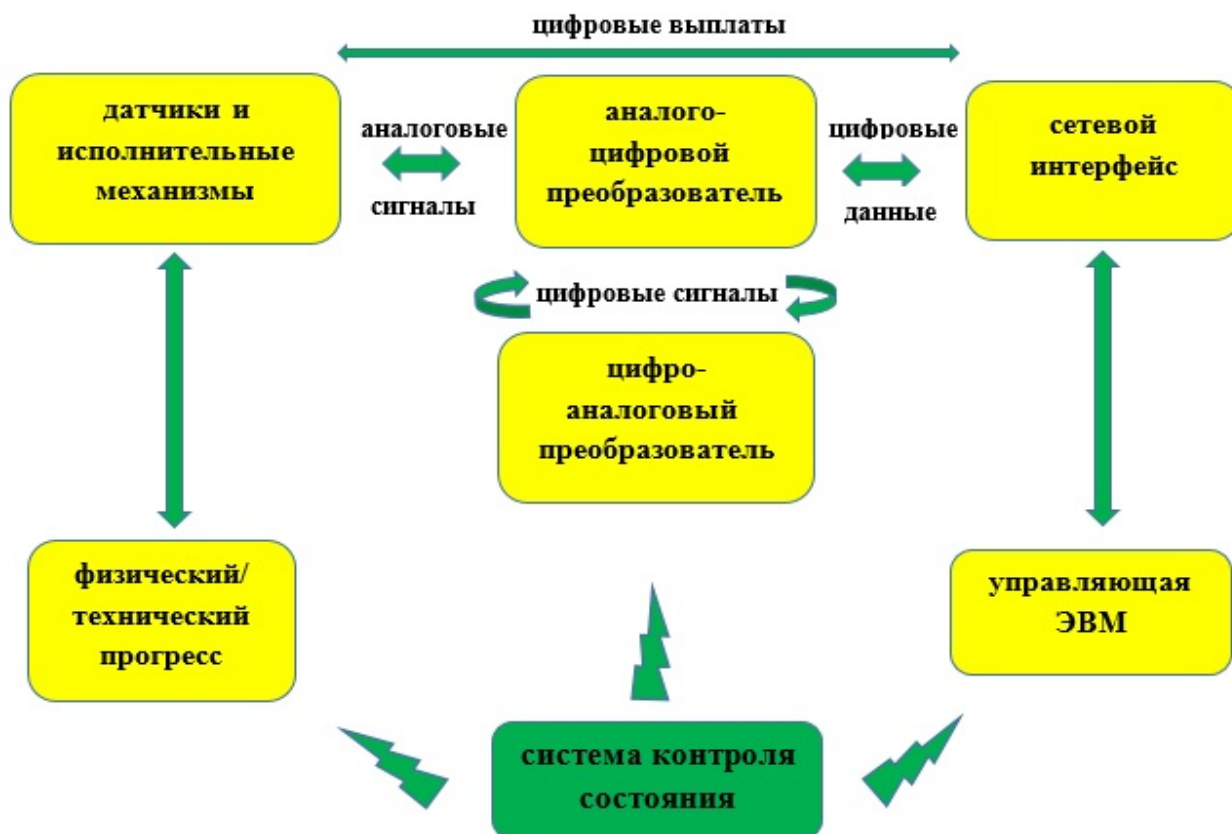 цифровые выплаты
датчики и
исполнительные
механизмы
аналоговые
сигналы
аналого-
цифровой
преобразователь
цифровые
данные
сетевой
интерфейс
цифровые сигналы
цифро-
аналоговый
преобразователь
физический/
технический
прогресс
управляющая
ЭВМ
система контроля
состояния